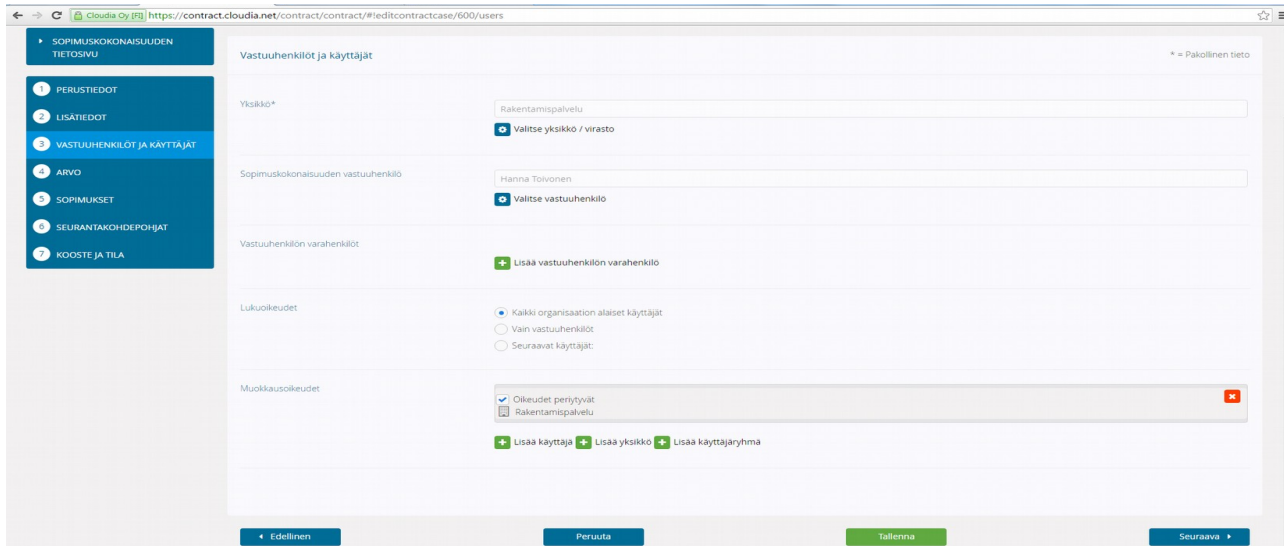 Cloudia Oy [FI] https://contract.cloudia.net/contract/contract/#!editcontractcase/600/users
SOPIMUSKOKONAISUUDEN
TIETOSIVU
1 PERUSTIEDOT
2 LISÄTIEDOT
3 VASTUUHENKILÖT JA KÄYTTÄJÄT
4 ARVO
5 SOPIMUKSET
6 SEURANTAKOHDEPOHJAT
7 KOOSTE JA TILA
Vastuuhenkilöt ja käyttäjät
* = Pakollinen tieto
Yksikkö*
Rakentamispalvelu
Valitse yksikkö / virasto
Sopimuskokonaisuuden vastuuhenkilö
Hanna Toivonen
Valitse vastuuhenkilö
Vastuuhenkilön varahenkilöt
Lisää vastuuhenkilön varahenkilö
Lukuoikeudet
Kaikki organisaation alaiset käyttäjät
Vain vastuuhenkilöt
Seuraavat käyttäjät:
Muokkausoikeudet
Oikeudet periytyvät
Rakentamispalvelu
Lisää käyttäjä Lisää yksikkö Lisää käyttäjäryhmä
Edellinen Peruuta Tallenna Seuraava